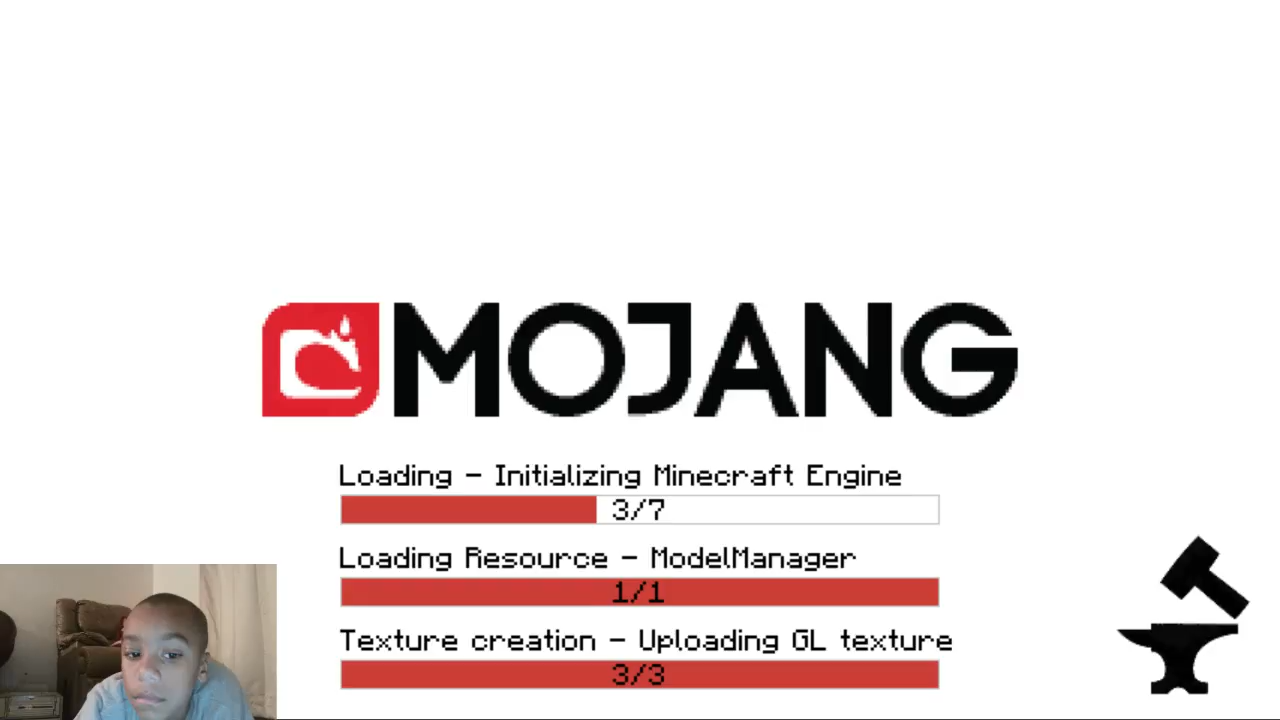 MOJANG
Loading - Initializing Minecraft Engine
3/7
Loading Resource - ModelManager
1/1
Texture creation - Uploading GL texture
3/3